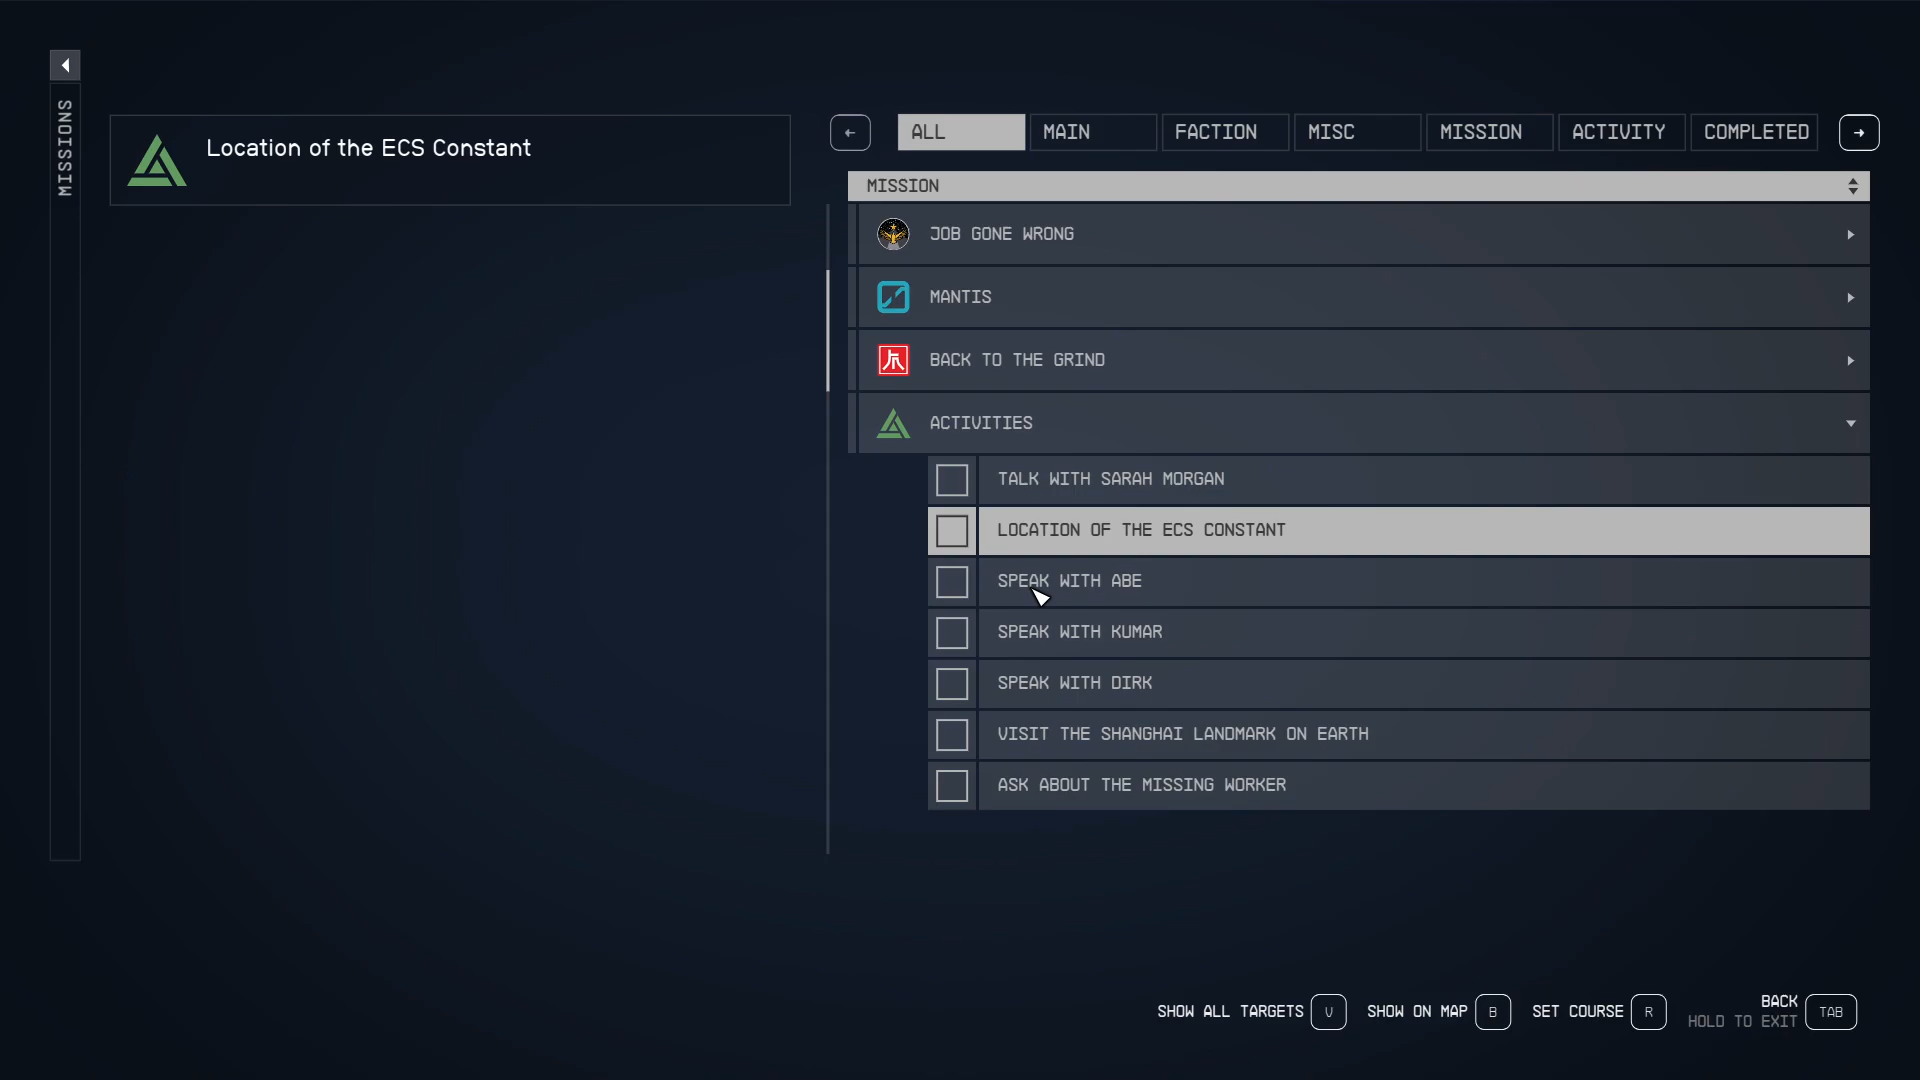 MISSIONS
Location of the ECS Constant
ALL
MAIN
FACTION
MISC
MISSION
ACTIVITY
COMPLETED
MISSION
JOB GONE WRONG
MANTIS
BACK TO THE GRIND
ACTIVITIES
TALK WITH SARAH MORGAN
LOCATION OF THE ECS CONSTANT
SPEAK WITH ABE
SPEAK WITH KUMAR
SPEAK WITH DIRK
VISIT THE SHANGHAI LANDMARK ON EARTH
ASK ABOUT THE MISSING WORKER
SHOW ALL TARGETS V
SHOW ON MAP B
SET COURSE R
BACK
HOLD TO EXIT
TAB